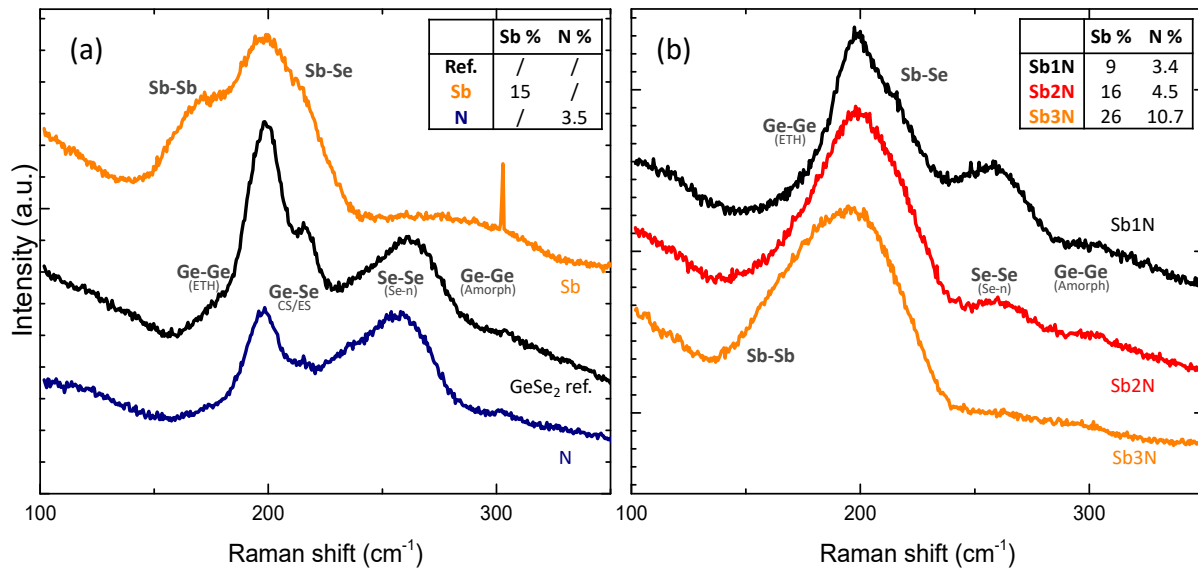 (a)
Sb % N %
Ref. / /
Sb 15 /
N / 3.5
Sb-Sb
Sb-Se
Ge-Ge
(ETH)
Ge-Se
CS/ES
Se-Se
(Se-n)
Ge-Ge
(Amorph)
Sb
GeSe₂ ref.
N
Intensity (a.u.)
100 200 300
Raman shift (cm⁻¹)
(b)
Sb % N %
Sb1N 9 3.4
Sb2N 16 4.5
Sb3N 26 10.7
Sb-Se
Ge-Ge
(ETH)
Sb1N
Se-Se
(Se-n)
Ge-Ge
(Amorph)
Sb-Sb
Sb2N
Sb3N
100 200 300
Raman shift (cm⁻¹)